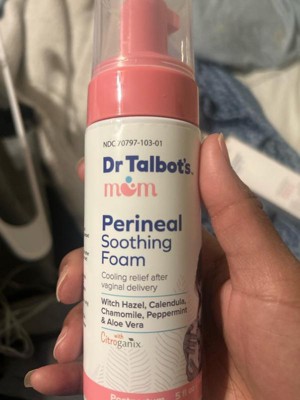 NDC 70797-103-01
Dr Talbot's
mom
Perineal
Soothing
Foam
Cooling relief after
vaginal delivery
Witch Hazel, Calendula,
Chamomile, Peppermint
& Aloe Vera
with
Citroganix